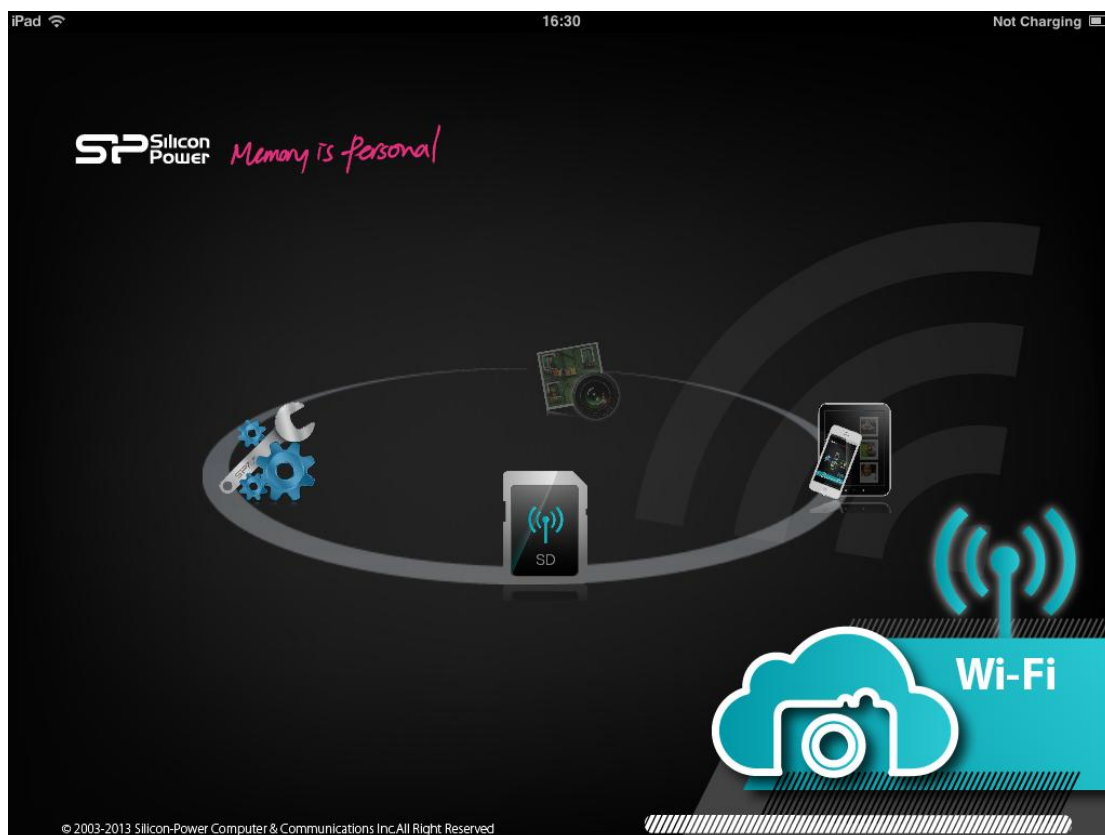 iPad 16:30 Not Charging
SP Silicon Power Memory is Personal
SD
Wi-Fi
© 2003-2013 Silicon-Power Computer & Communications Inc.All Right Reserved